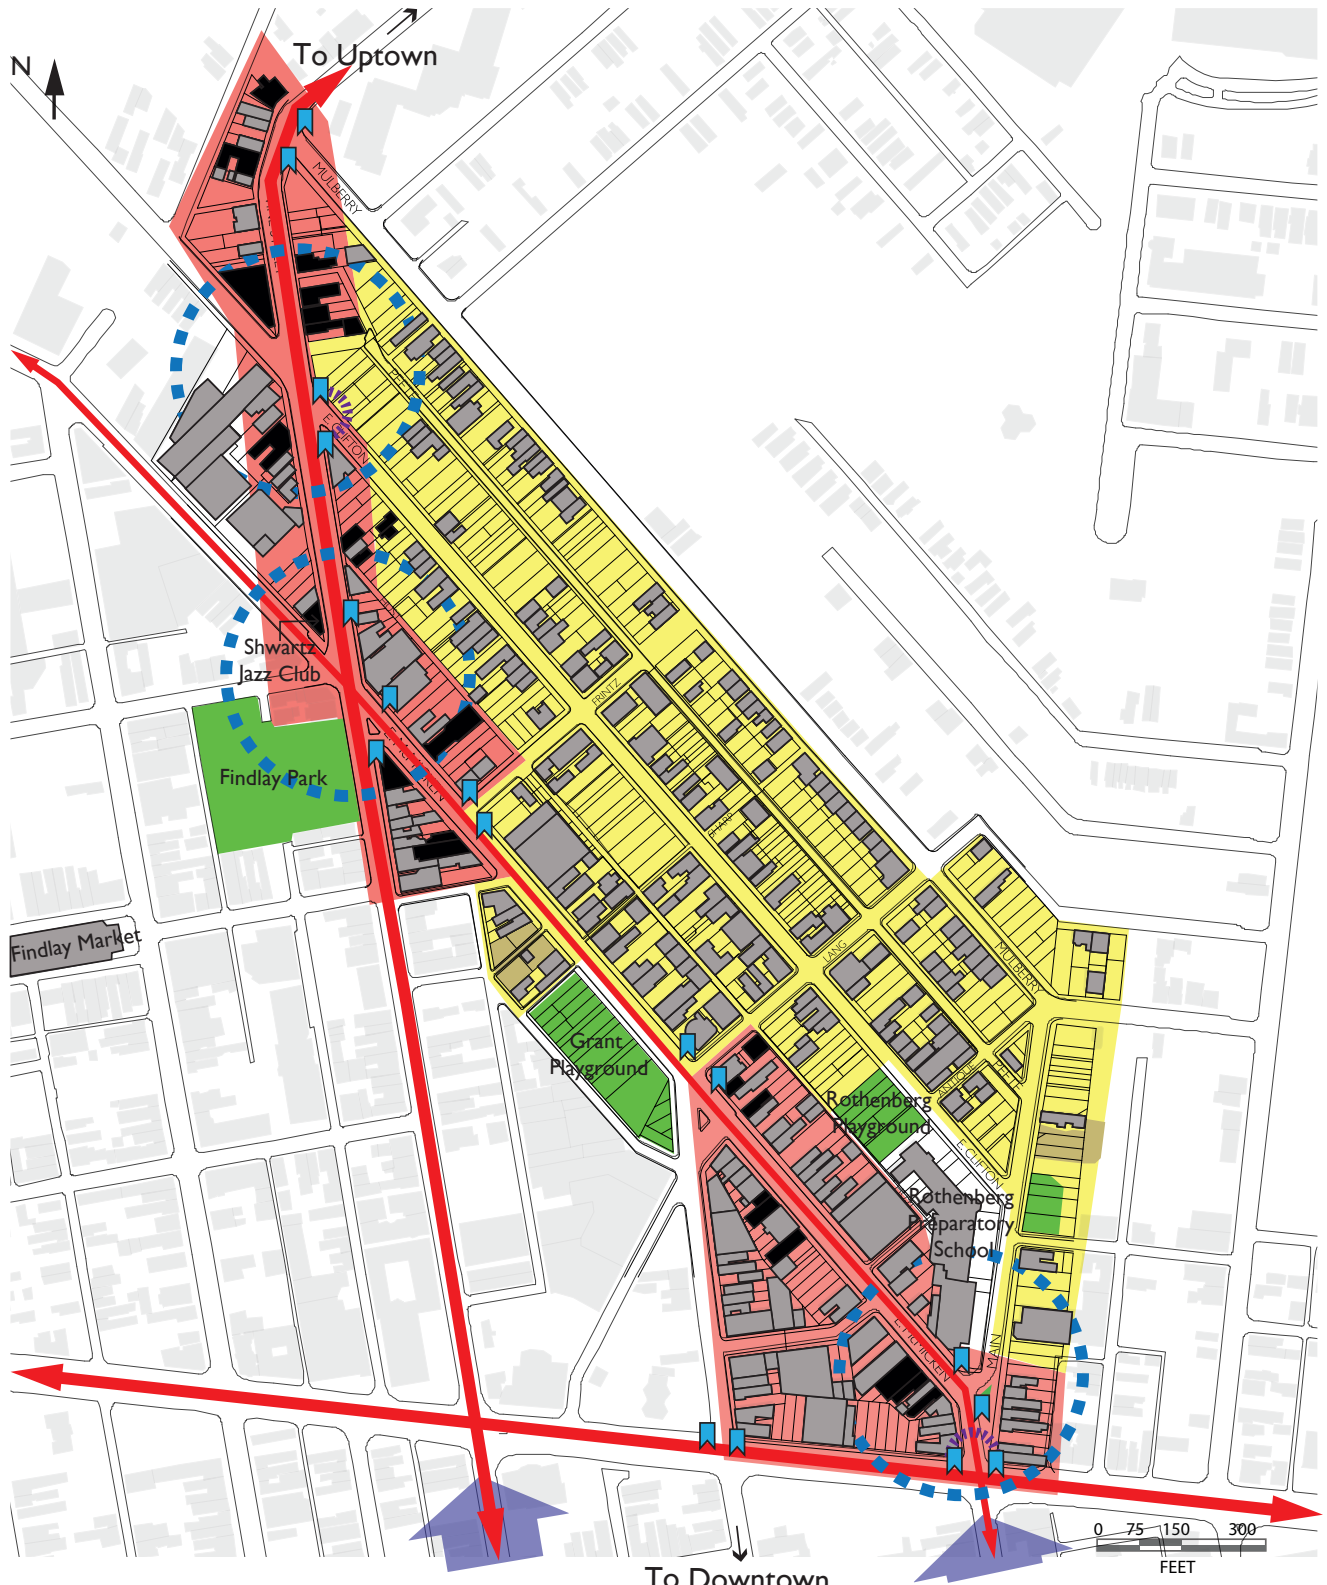 To Uptown
N
MULBERRY
E. CLIFTON
Shwartz
Jazz Club
FRINTZ
Findlay Park
Findlay Market
LANG
MULBERRY
Grant
Playground
Rothenberg
Playground
E. CLIFTON
Rothenberg
Preparatory
School
E. MCMICKEN
MAIN
0 75 150 300
FEET
To Downtown